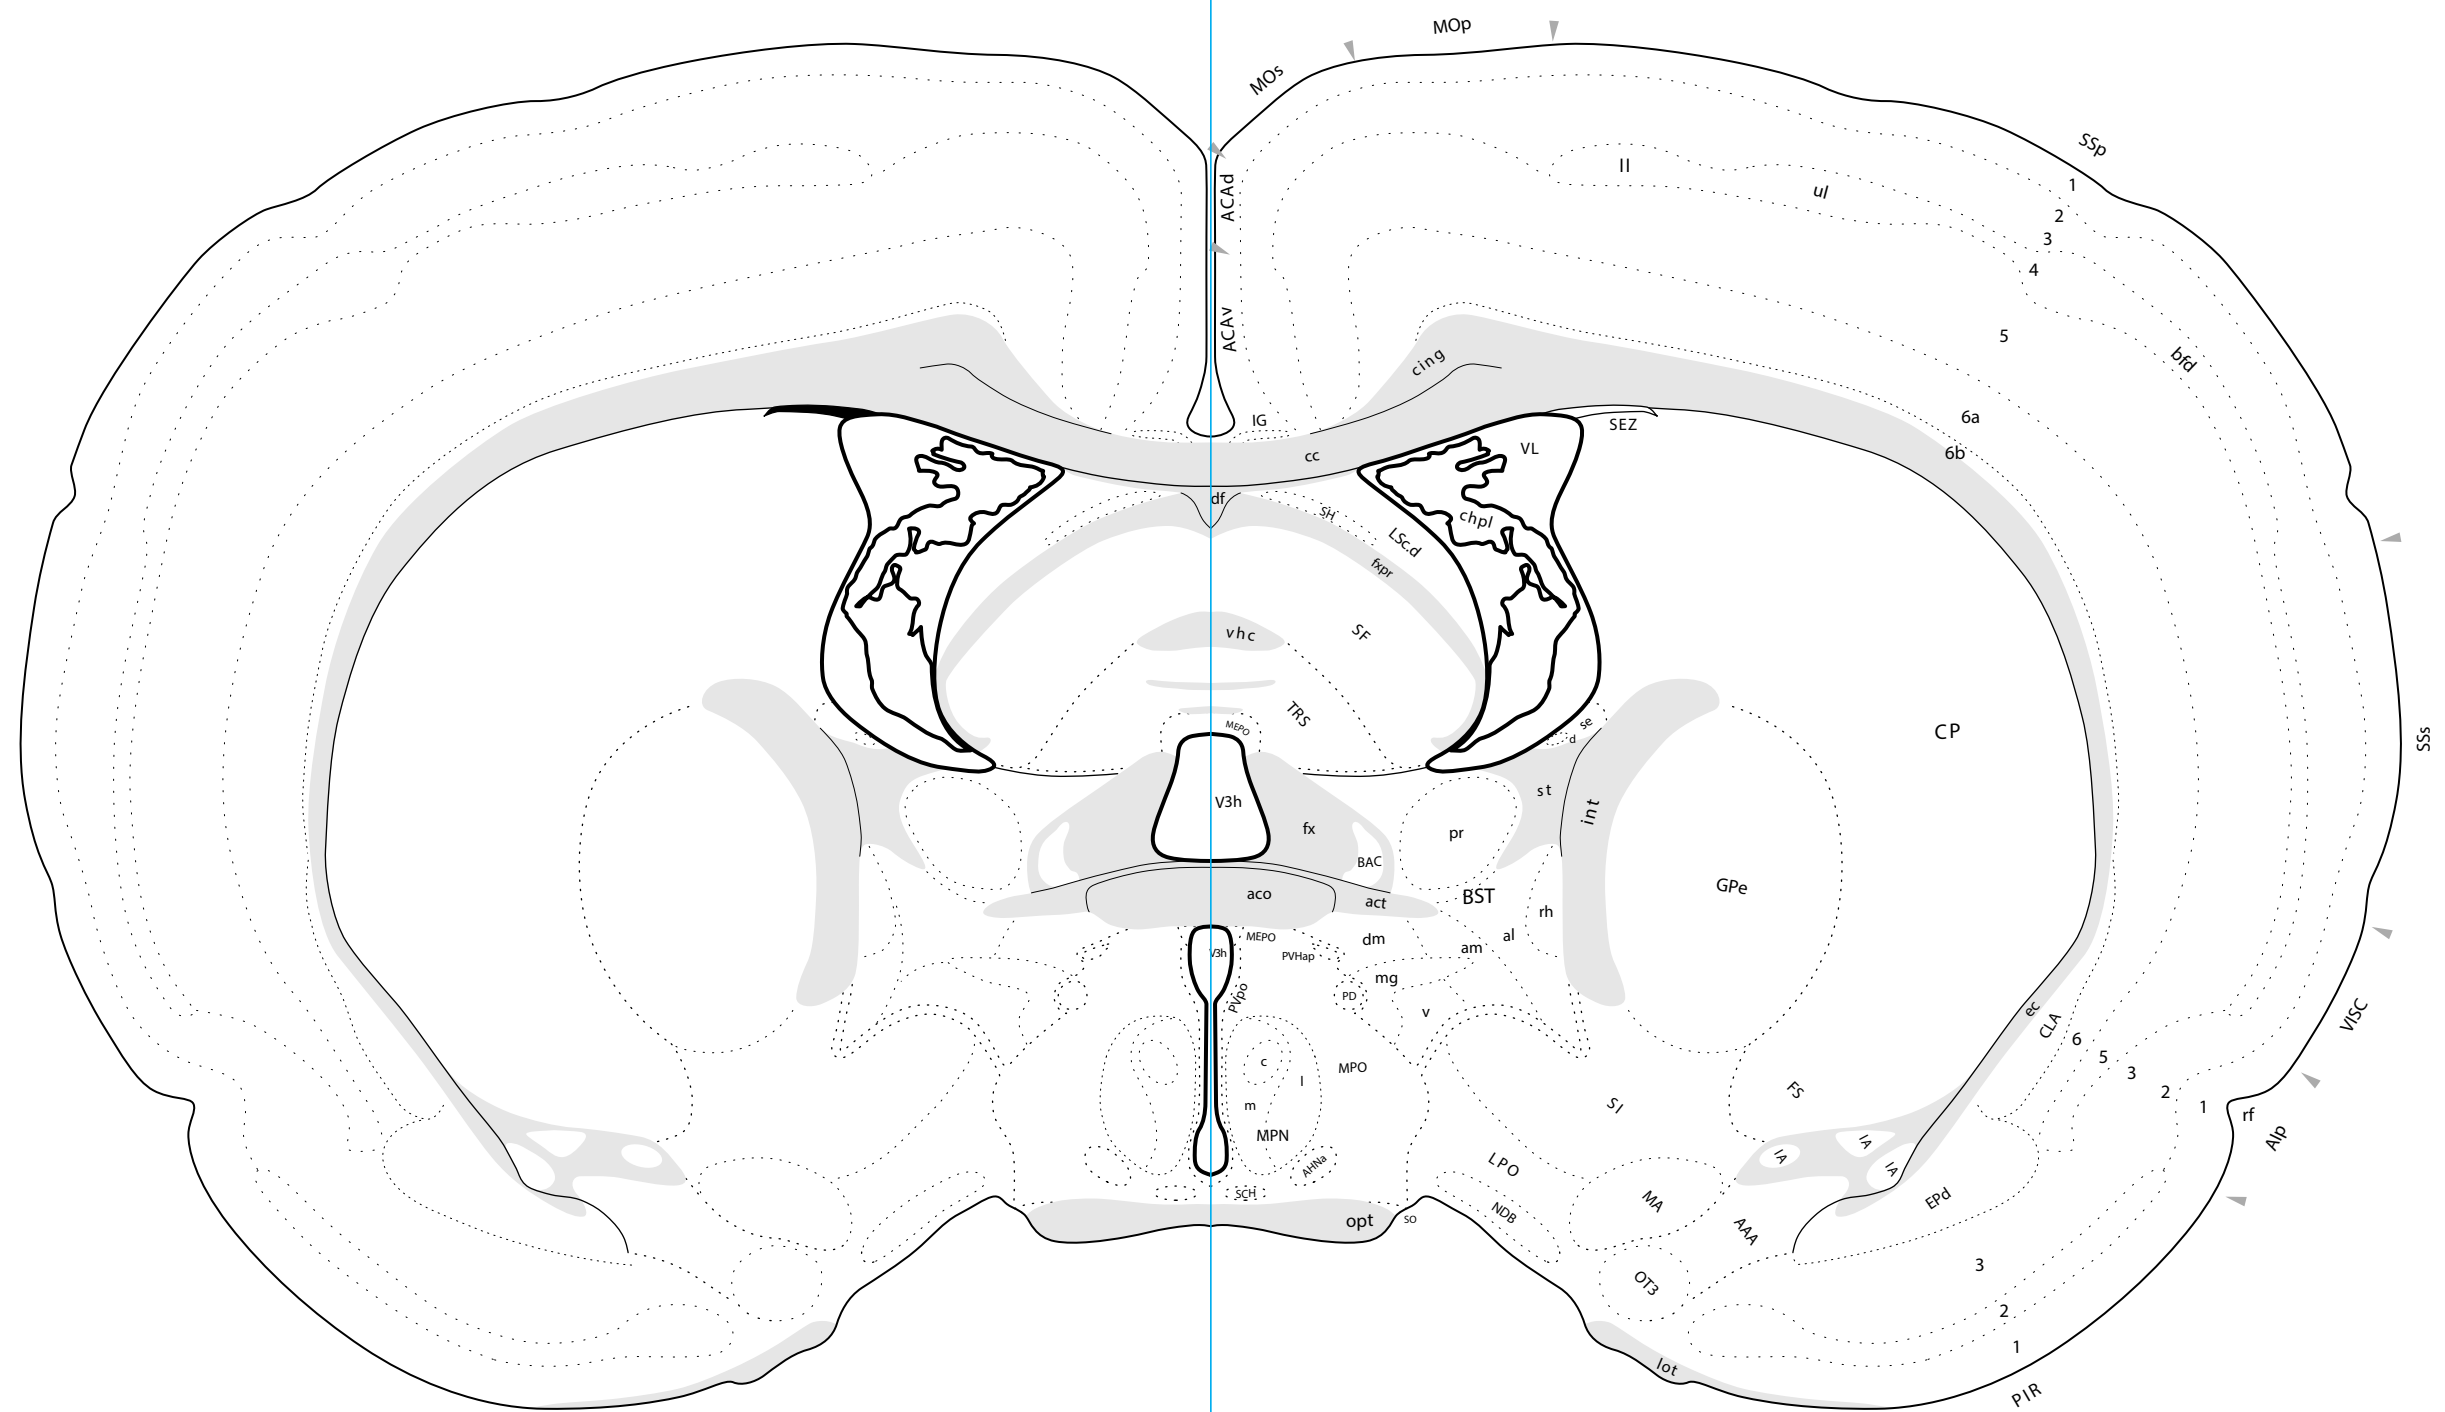 MOp
MOs
SSp
ll
ul
1
2
3
4
5
bfd
6a
6b
ACAd
ACAv
cing
IG
cc
SEZ
VL
df
SH
chpl
LSc.d
fxpr
vhc
SF
TRS
MEPO
se
d
CP
SSs
V3h
st
int
fx
pr
BAC
GPe
aco
act
BST
rh
MEPO
dm
am
al
V3h
PVHap
mg
PD
PVpo
v
ec
CLA
6
5
3
2
1
VISC
c
l
MPO
m
MPN
FS
SI
rf
AIp
IA
IA
IA
AHNa
LPO
SCH
MA
EPd
opt
SO
NDB
AAA
3
OT3
2
1
lot
PIR